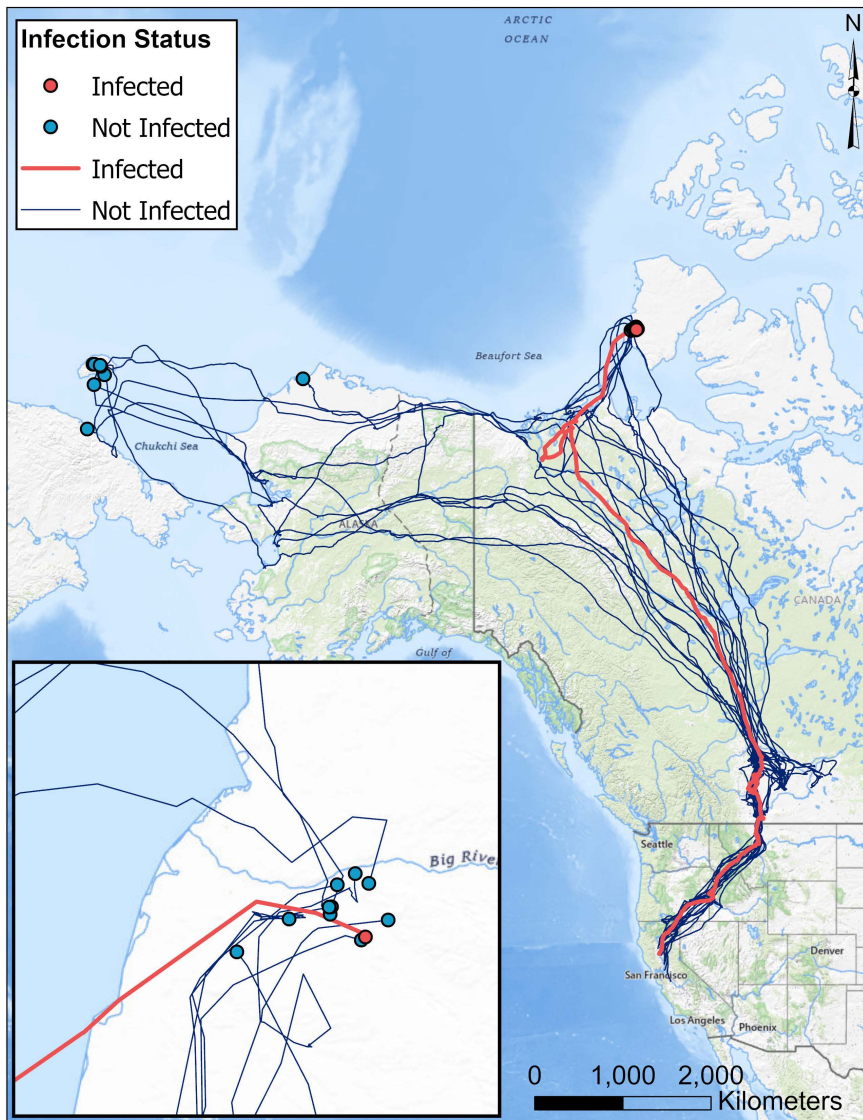 Infection Status
Infected
Not Infected
Infected
Not Infected
ARCTIC
OCEAN
N
Beaufort Sea
Chukchi Sea
ALASKA
CANADA
Gulf of
Seattle
Big River
San Francisco
Denver
Los Angeles
Phoenix
0 1,000 2,000
Kilometers